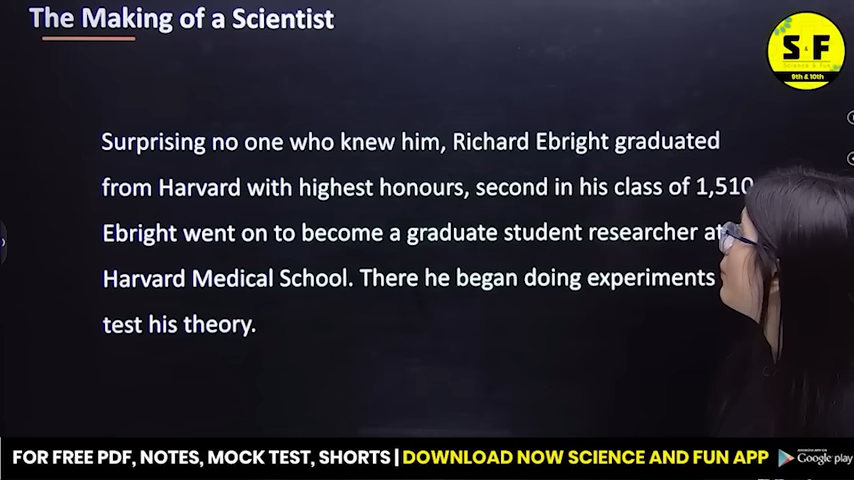 The Making of a Scientist
S & F
Science & Fun
9th & 10th
Surprising no one who knew him, Richard Ebright graduated
from Harvard with highest honours, second in his class of 1,510
Ebright went on to become a graduate student researcher at
Harvard Medical School. There he began doing experiments
test his theory.
FOR FREE PDF, NOTES, MOCK TEST, SHORTS | DOWNLOAD NOW SCIENCE AND FUN APP
Google play